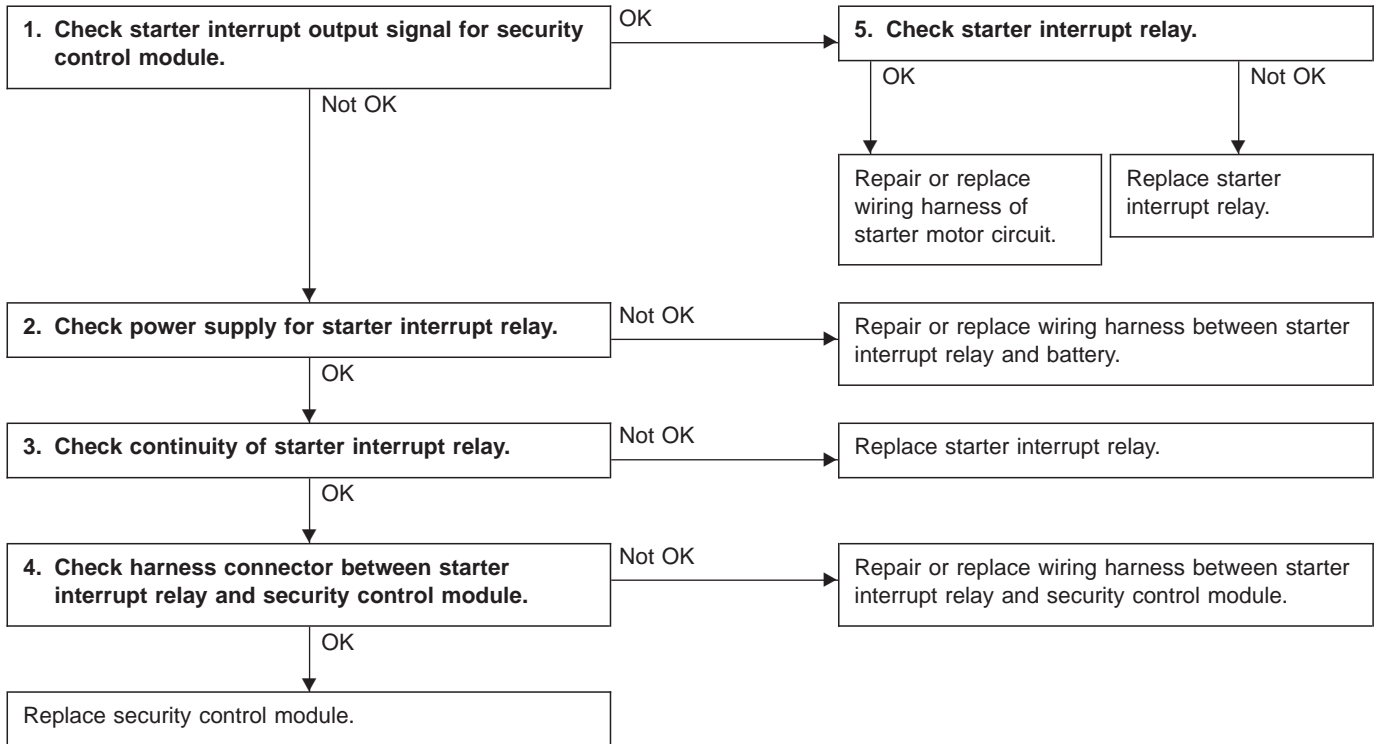 1. Check starter interrupt output signal for security
control module.
OK
5. Check starter interrupt relay.
OK
Not OK
Not OK
Repair or replace
wiring harness of
starter motor circuit.
Replace starter
interrupt relay.
2. Check power supply for starter interrupt relay.
Not OK
Repair or replace wiring harness between starter
interrupt relay and battery.
OK
3. Check continuity of starter interrupt relay.
Not OK
Replace starter interrupt relay.
OK
4. Check harness connector between starter
interrupt relay and security control module.
Not OK
Repair or replace wiring harness between starter
interrupt relay and security control module.
OK
Replace security control module.